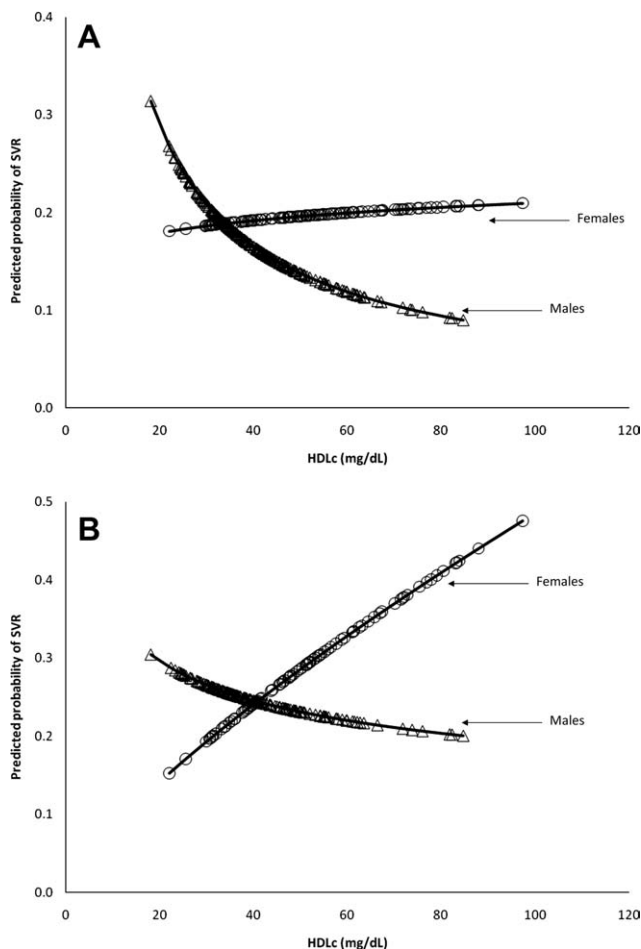 A
0.4
0.3
0.2
0.1
0.0
Predicted probability of SVR
Females
Males
0 20 40 60 80 100 120
HDLc (mg/dL)
B
0.5
0.4
0.3
0.2
0.1
0.0
Predicted probability of SVR
Females
Males
0 20 40 60 80 100 120
HDLc (mg/dL)